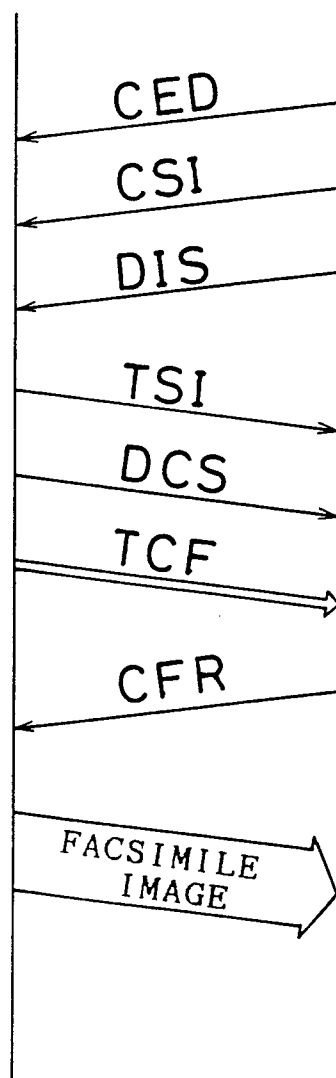 CED
CSI
DIS
TSI
DCS
TCF
CFR
FACSIMILE
IMAGE